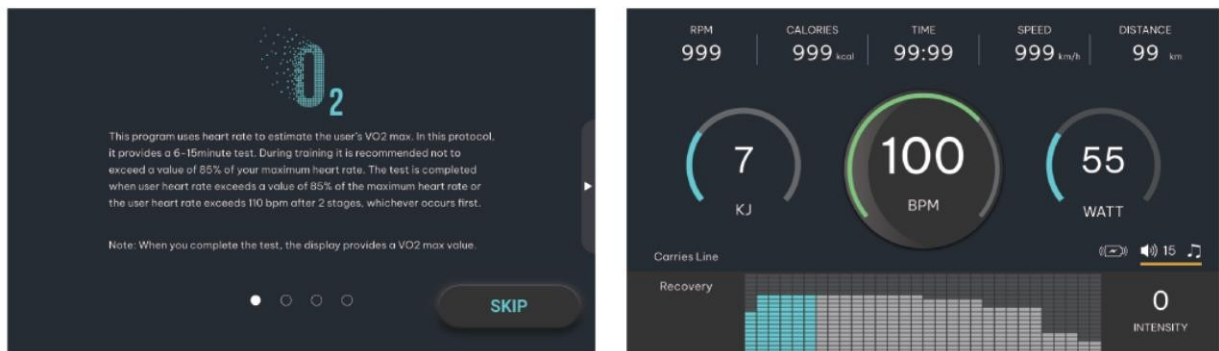 O2
This program uses heart rate to estimate the user's VO2 max. In this protocol,
it provides a 6-15minute test. During training it is recommended not to
exceed a value of 85% of your maximum heart rate. The test is completed
when user heart rate exceeds a value of 85% of the maximum heart rate or
the user heart rate exceeds 110 bpm after 2 stages, whichever occurs first.
Note: When you complete the test, the display provides a VO2 max value.
SKIP
RPM CALORIES TIME SPEED DISTANCE
999 999 kcal 99:99 999 km/h 99 km
7 100 55
KJ BPM WATT
Carries Line 15
Recovery
0
INTENSITY